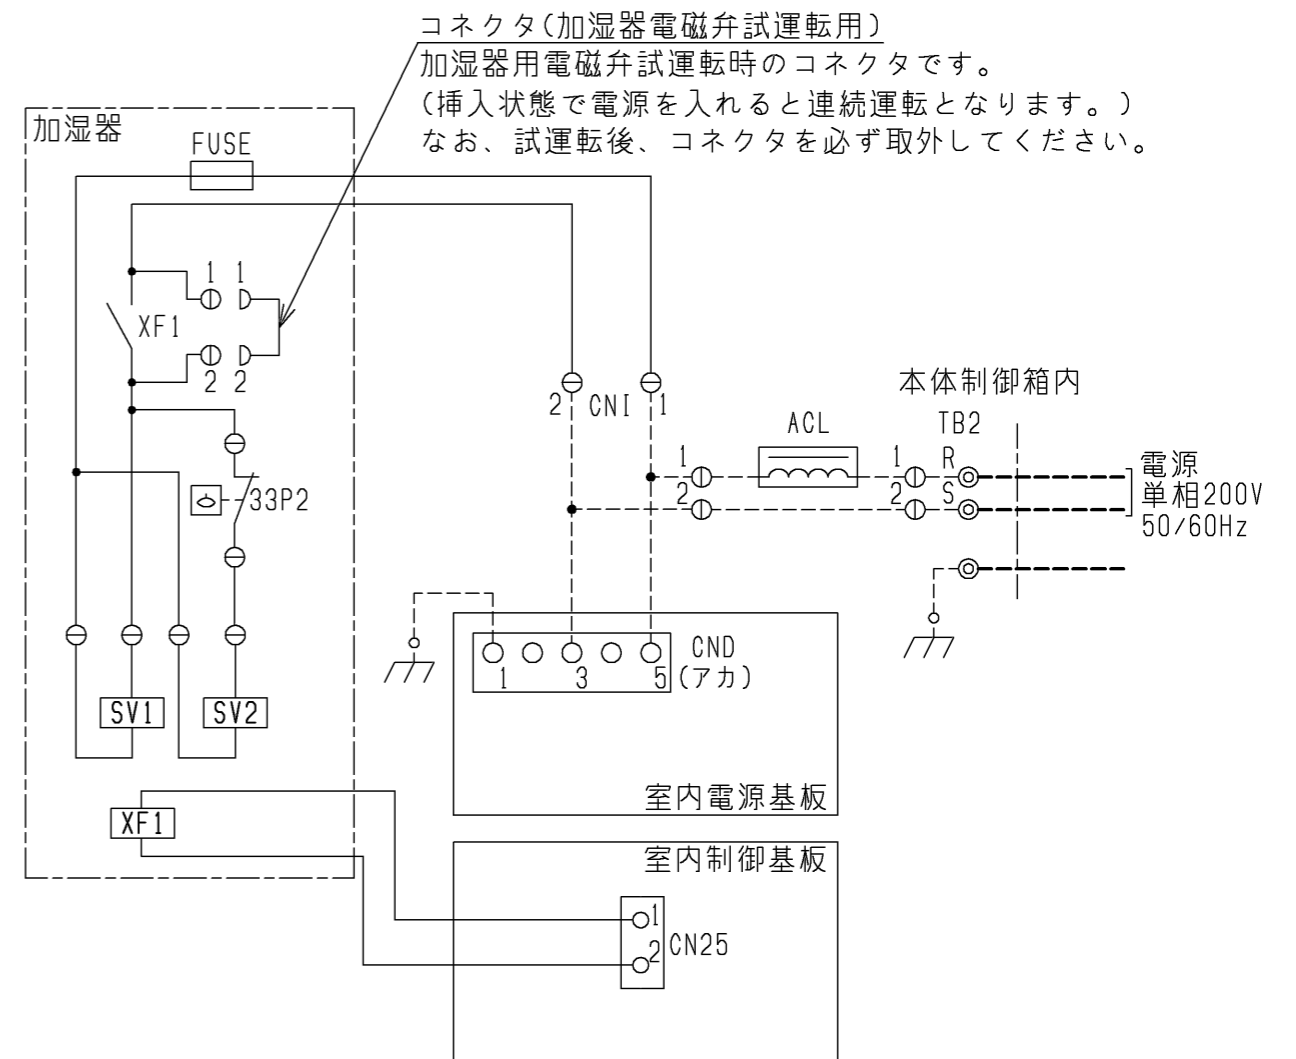 コネクタ(加湿器電磁弁試運転用)
加湿器用電磁弁試運転時のコネクタです。
(挿入状態で電源を入れると連続運転となります。)
なお、試運転後、コネクタを必ず取外してください。
加湿器
FUSE
1 1
XF1
2 2
33P2
SV1
SV2
XF1
2 CNI 1
本体制御箱内
ACL
TB2
1
1
R
2
2
S
電源
単相200V
50/60Hz
CND
(アカ)
1
3
5
室内電源基板
室内制御基板
1
2
CN25